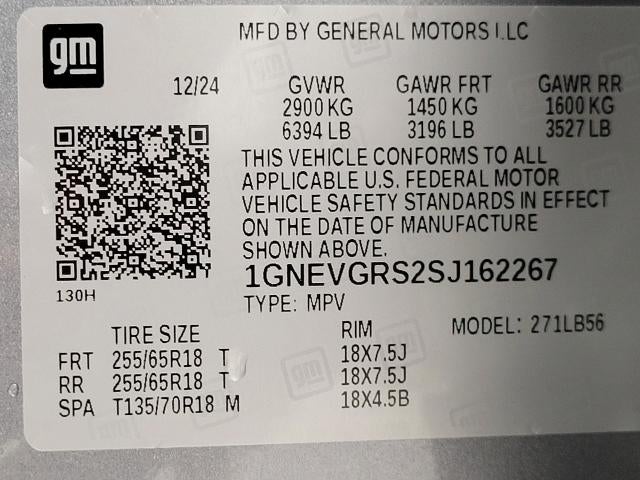 gm
MFD BY GENERAL MOTORS LLC
12/24
GVWR GAWR FRT GAWR RR
2900 KG 1450 KG 1600 KG
6394 LB 3196 LB 3527 LB
THIS VEHICLE CONFORMS TO ALL
APPLICABLE U.S. FEDERAL MOTOR
VEHICLE SAFETY STANDARDS IN EFFECT
ON THE DATE OF MANUFACTURE
SHOWN ABOVE.
130H
1GNEVGRS2SJ162267
TYPE: MPV
TIRE SIZE RIM MODEL: 271LB56
FRT 255/65R18 T 18X7.5J
RR 255/65R18 T 18X7.5J
SPA T135/70R18 M 18X4.5B